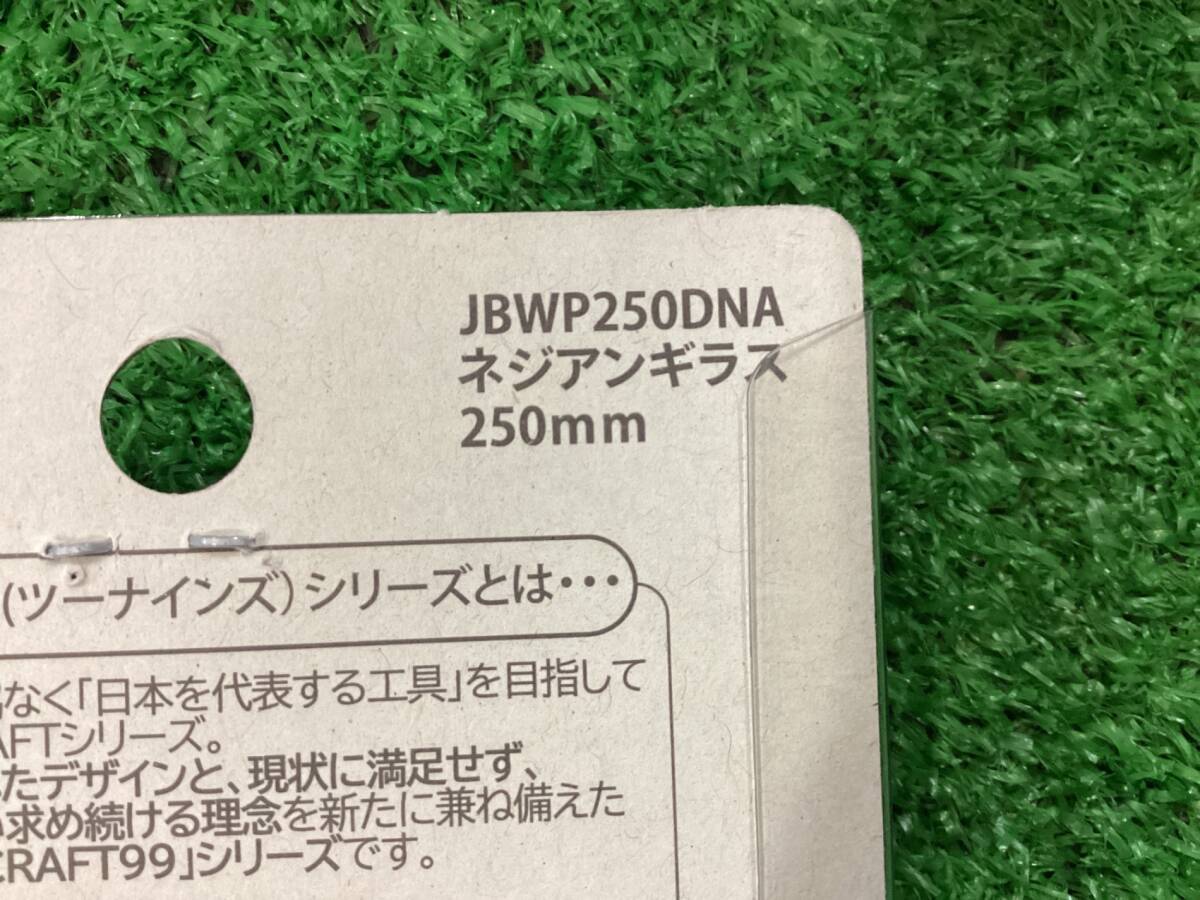 JBWP250DNA
ネジアンギラス
250mm
(ツーナインズ)シリーズとは・・・
なく「日本を代表する工具」を目指して
AFTシリーズ。
たデザインと、現状に満足せず、
い求め続ける理念を新たに兼ね備えた
CRAFT99」シリーズです。